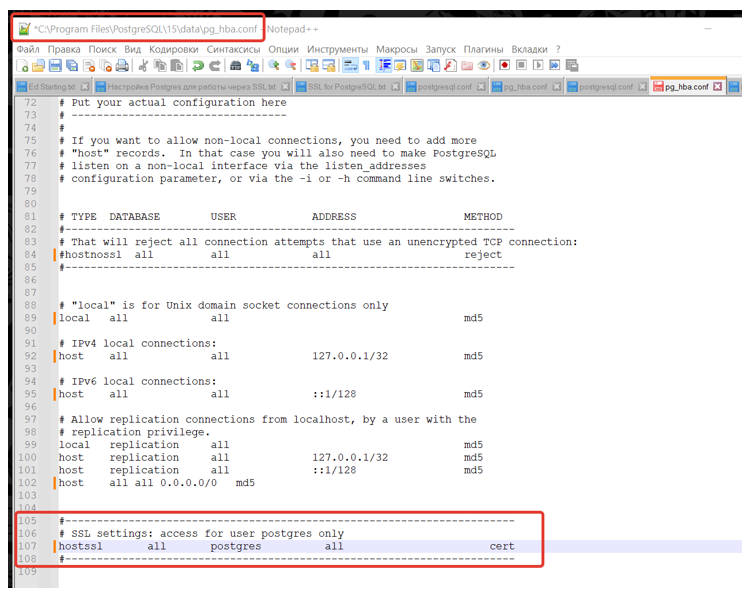 *C:\Program Files\PostgreSQL\15\data\pg_hba.conf - Notepad++
Файл Правка Поиск Вид Кодировки Синтаксисы Опции Инструменты Макросы Запуск Плагины Вкладки ?
Ed Starting.txt Настройка Postgres для работы через SSL.txt SSL for PostgreSQL.txt postgresql.conf pg_hba.conf postgresql.conf pg_hba.conf
72 # Put your actual configuration here
73 # ----------------------------------
74 #
75 # If you want to allow non-local connections, you need to add more
76 # "host" records.  In that case you will also need to make PostgreSQL
77 # listen on a non-local interface via the listen_addresses
78 # configuration parameter, or via the -i or -h command line switches.
79
80
81 # TYPE  DATABASE        USER            ADDRESS                 METHOD
82 #-----------------------------------------------------------------------
83 # That will reject all connection attempts that use an unencrypted TCP connection:
84 #hostnossl  all         all             all                     reject
85 #-----------------------------------------------------------------------
86
87
88 # "local" is for Unix domain socket connections only
89 local   all             all                                     md5
90
91 # IPv4 local connections:
92 host    all             all             127.0.0.1/32            md5
93
94 # IPv6 local connections:
95 host    all             all             ::1/128                 md5
96
97 # Allow replication connections from localhost, by a user with the
98 # replication privilege.
99 local   replication     all                                     md5
100 host    replication     all             127.0.0.1/32            md5
101 host    replication     all             ::1/128                 md5
102 host    all all 0.0.0.0/0   md5
103
104
105 #-----------------------------------------------------------------------
106 # SSL settings: access for user postgres only
107 hostssl       all       postgres          all                       cert
108 #-----------------------------------------------------------------------
109